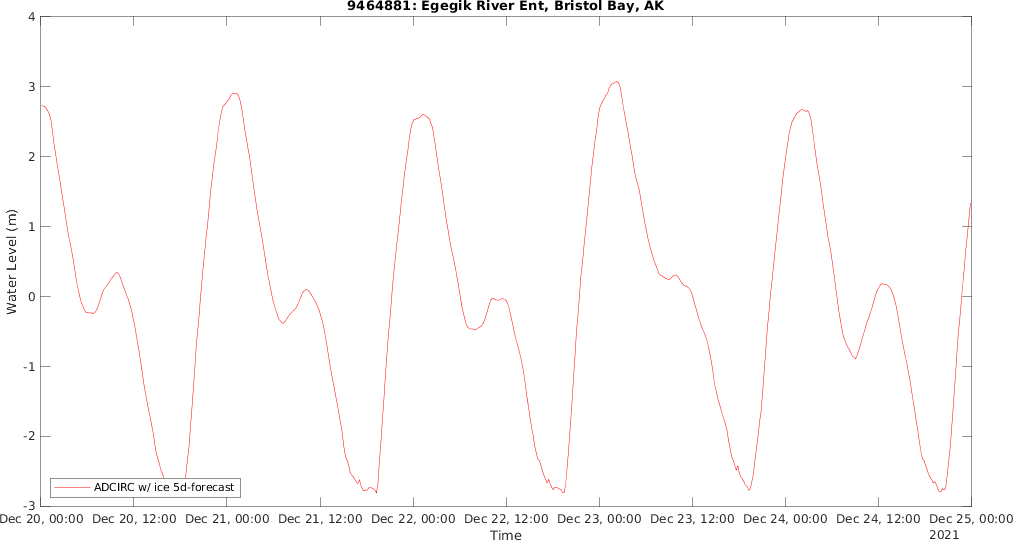 9464881: Egegik River Ent, Bristol Bay, AK
4
3
2
1
0
-1
-2
-3
Water Level (m)
ADCIRC w/ ice 5d-forecast
Dec 20, 00:00 Dec 20, 12:00 Dec 21, 00:00 Dec 21, 12:00 Dec 22, 00:00 Dec 22, 12:00 Dec 23, 00:00 Dec 23, 12:00 Dec 24, 00:00 Dec 24, 12:00 Dec 25, 00:00
Time
2021